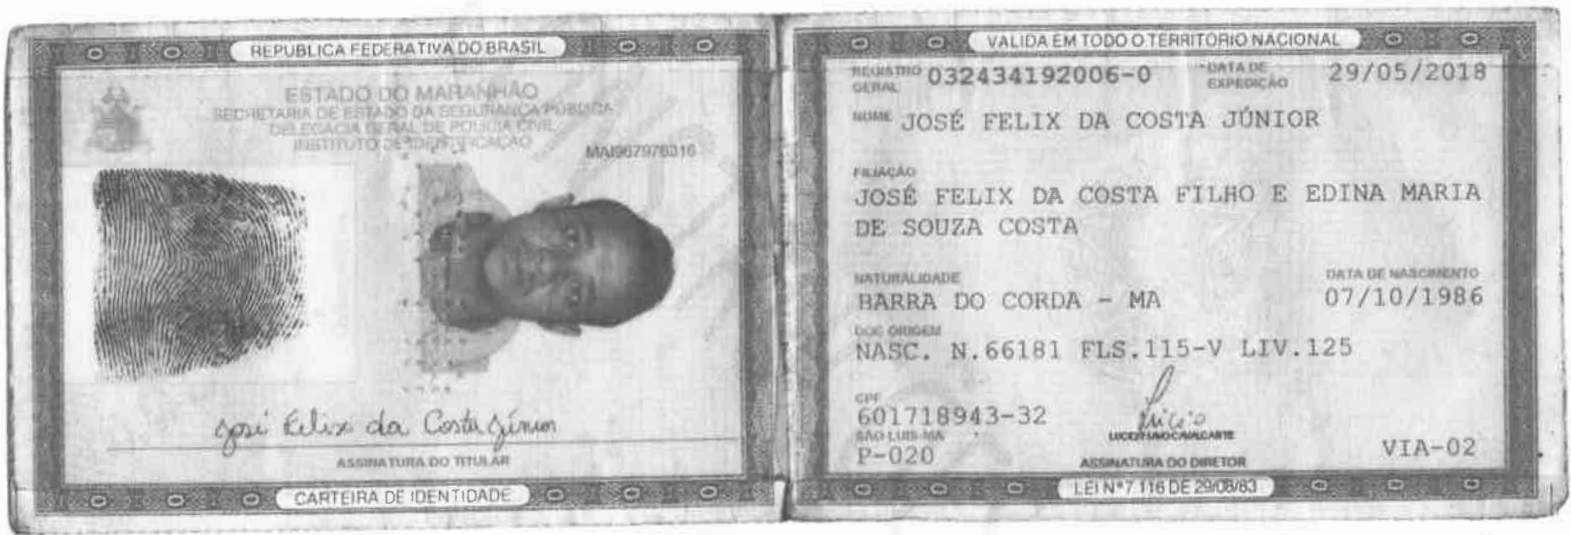 REPUBLICA FEDERATIVA DO BRASIL
ESTADO DO MARANHÃO
SECRETARIA DE ESTADO DA SEGURANÇA PÚBLICA
DELEGACIA GERAL DE POLICIA CIVIL
INSTITUTO DE IDENTIFICAÇÃO
MAI967976316
José Felix da Costa Júnior
ASSINATURA DO TITULAR
CARTEIRA DE IDENTIDADE
VALIDA EM TODO O TERRITORIO NACIONAL
REGISTRO GERAL 032434192006-0 DATA DE EXPEDIÇÃO 29/05/2018
NOME JOSÉ FELIX DA COSTA JÚNIOR
FILIAÇÃO
JOSÉ FELIX DA COSTA FILHO E EDINA MARIA
DE SOUZA COSTA
NATURALIDADE DATA DE NASCIMENTO
BARRA DO CORDA - MA 07/10/1986
DOC ORIGEM
NASC. N.66181 FLS.115-V LIV.125
CPF
601718943-32
SÃO LUIS-MA
P-020
ASSINATURA DO DIRETOR
VIA-02
LEI Nº 7.116 DE 29/08/83